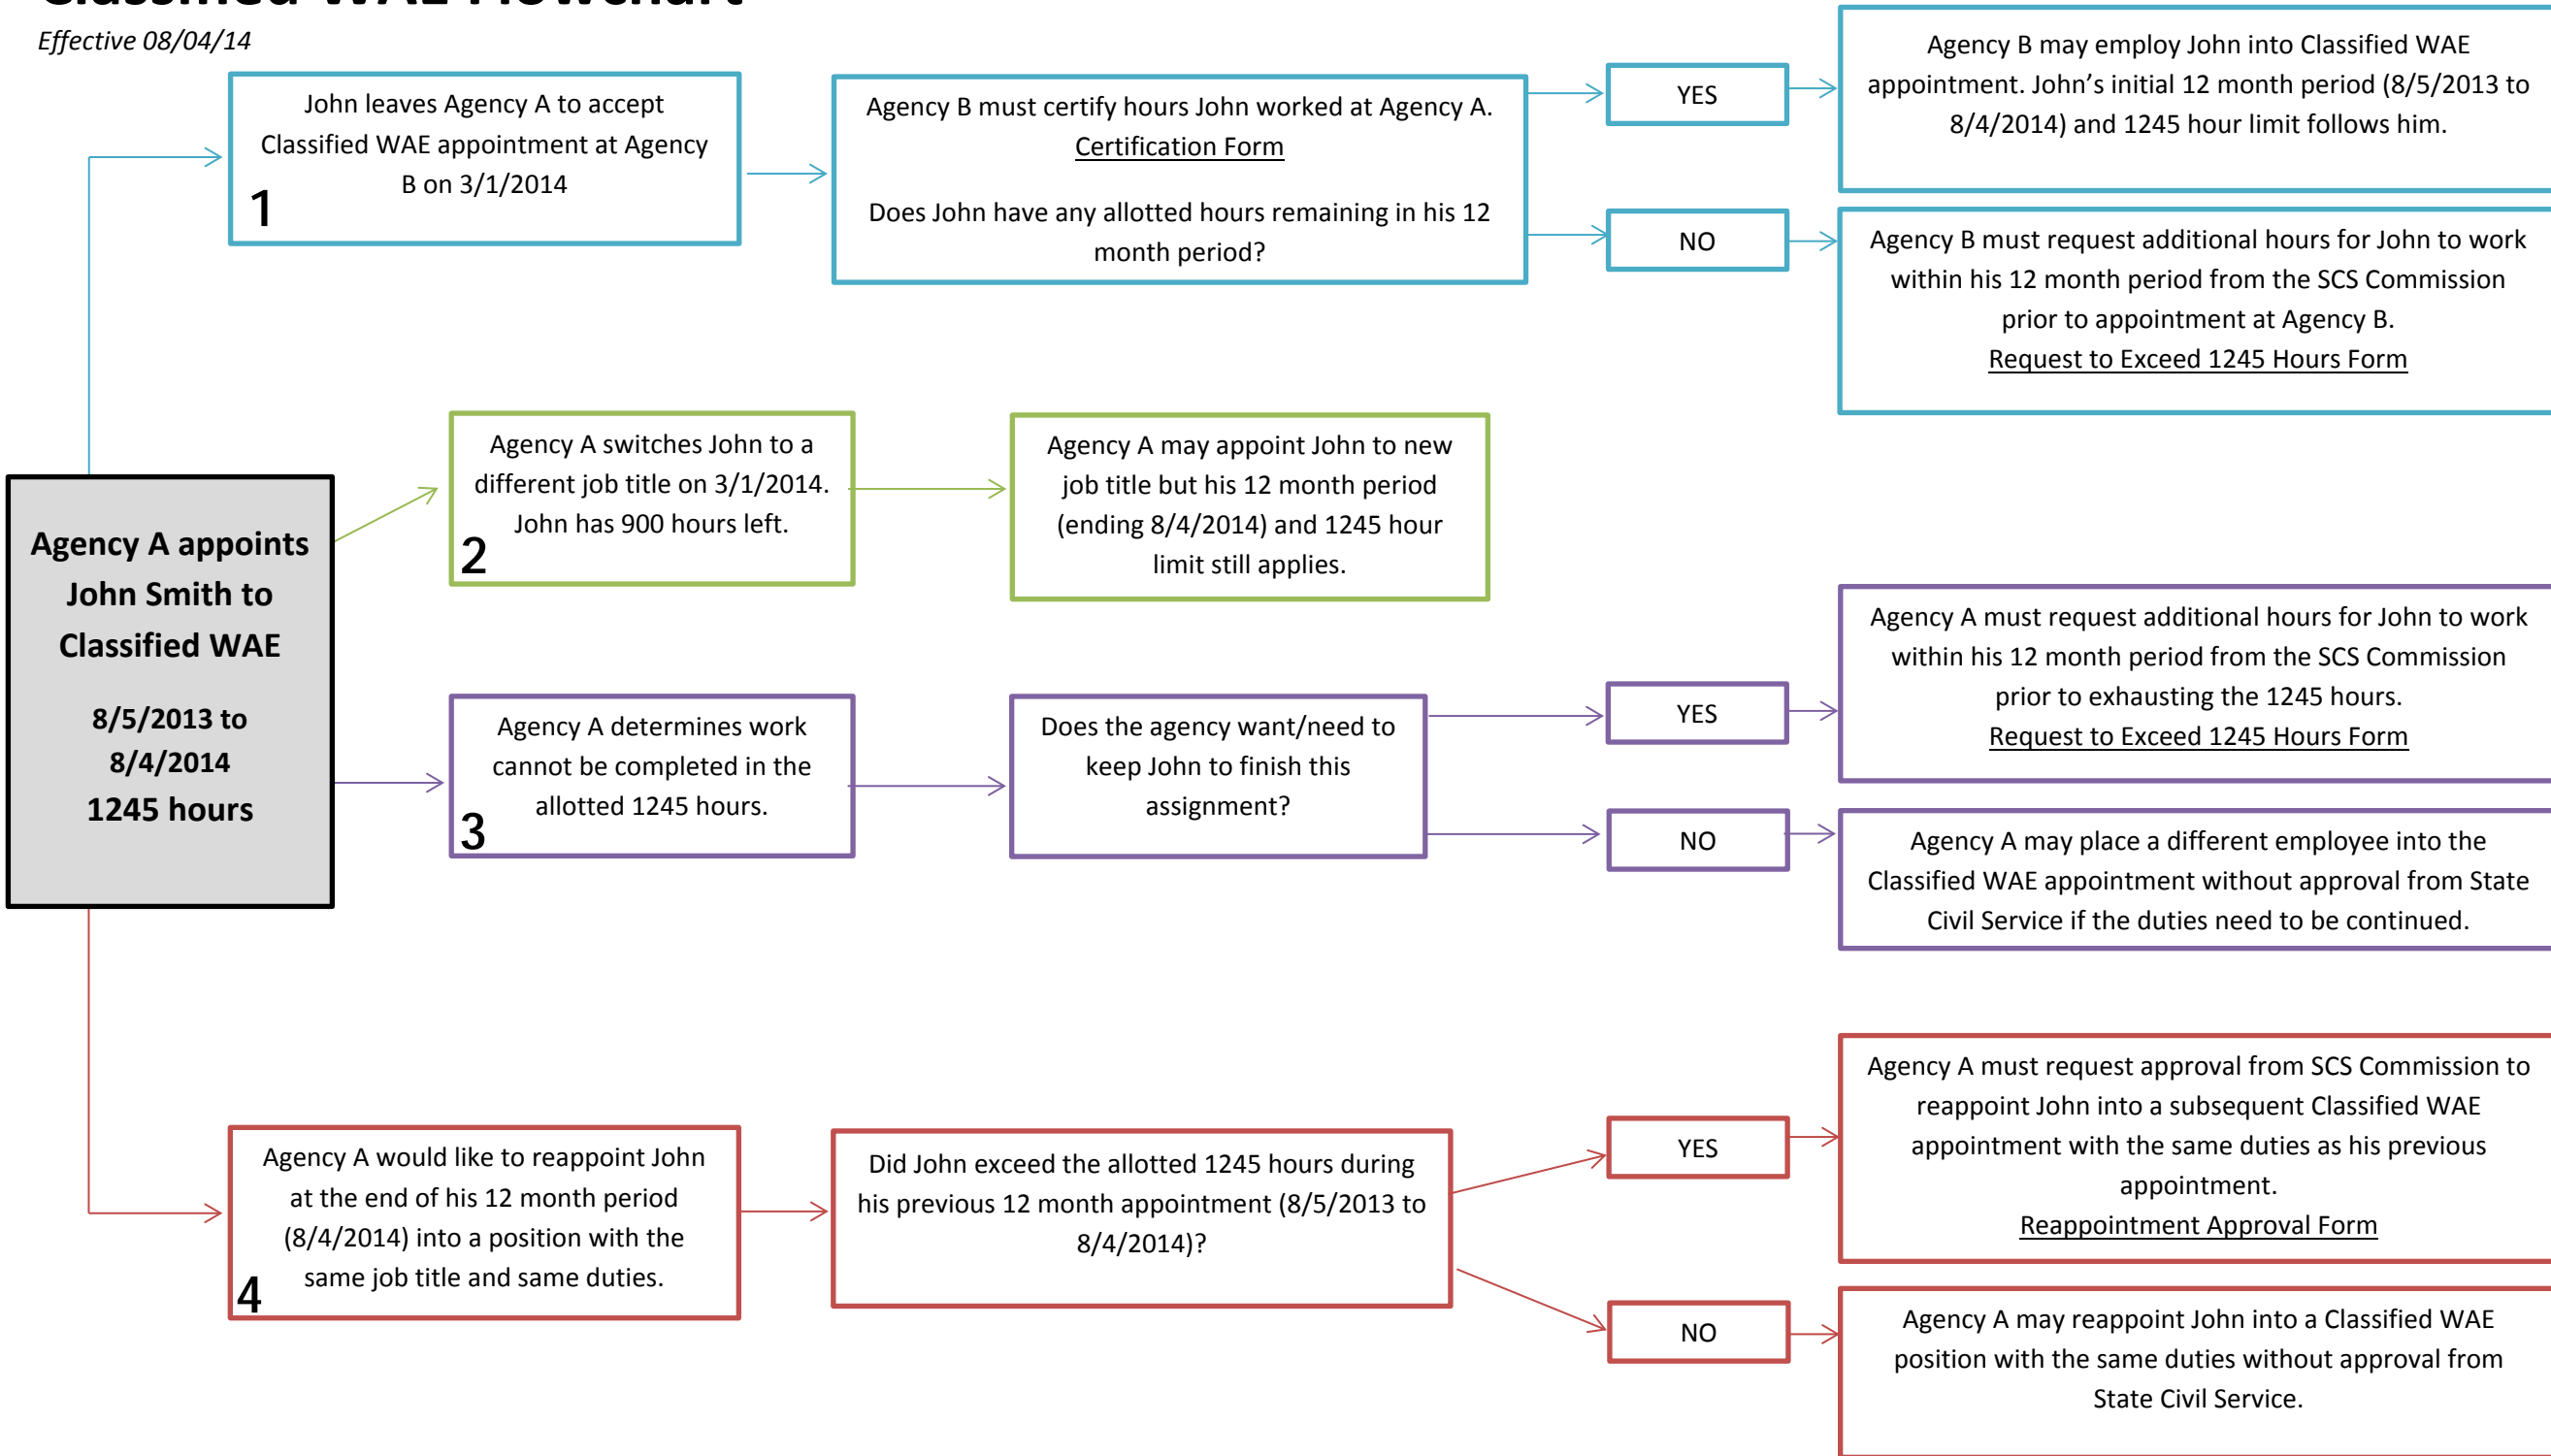 Classified WAE Flowchart
Effective 08/04/14
John leaves Agency A to accept
Classified WAE appointment at Agency
B on 3/1/2014
1
Agency B must certify hours John worked at Agency A.
Certification Form
Does John have any allotted hours remaining in his 12
month period?
YES
Agency B may employ John into Classified WAE
appointment. John’s initial 12 month period (8/5/2013 to
8/4/2014) and 1245 hour limit follows him.
NO
Agency B must request additional hours for John to work
within his 12 month period from the SCS Commission
prior to appointment at Agency B.
Request to Exceed 1245 Hours Form
Agency A appoints
John Smith to
Classified WAE
8/5/2013 to
8/4/2014
1245 hours
Agency A switches John to a
different job title on 3/1/2014.
John has 900 hours left.
2
Agency A may appoint John to new
job title but his 12 month period
(ending 8/4/2014) and 1245 hour
limit still applies.
Agency A determines work
cannot be completed in the
allotted 1245 hours.
3
Does the agency want/need to
keep John to finish this
assignment?
YES
Agency A must request additional hours for John to work
within his 12 month period from the SCS Commission
prior to exhausting the 1245 hours.
Request to Exceed 1245 Hours Form
NO
Agency A may place a different employee into the
Classified WAE appointment without approval from State
Civil Service if the duties need to be continued.
Agency A would like to reappoint John
at the end of his 12 month period
(8/4/2014) into a position with the
same job title and same duties.
4
Did John exceed the allotted 1245 hours during
his previous 12 month appointment (8/5/2013 to
8/4/2014)?
YES
Agency A must request approval from SCS Commission to
reappoint John into a subsequent Classified WAE
appointment with the same duties as his previous
appointment.
Reappointment Approval Form
NO
Agency A may reappoint John into a Classified WAE
position with the same duties without approval from
State Civil Service.